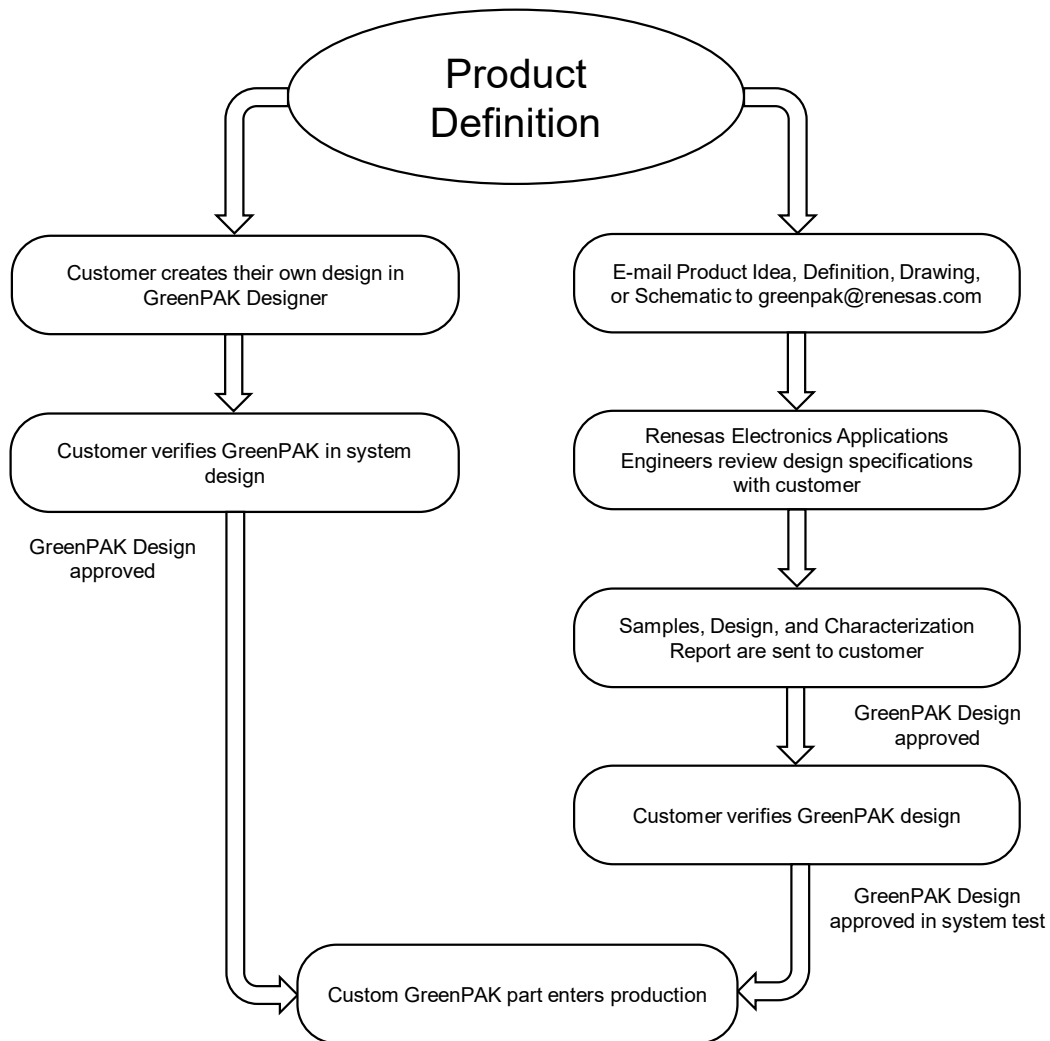 Product
Definition
Customer creates their own design in
GreenPAK Designer
Customer verifies GreenPAK in system
design
GreenPAK Design
approved
E-mail Product Idea, Definition, Drawing,
or Schematic to greenpak@renesas.com
Renesas Electronics Applications
Engineers review design specifications
with customer
Samples, Design, and Characterization
Report are sent to customer
GreenPAK Design
approved
Customer verifies GreenPAK design
GreenPAK Design
approved in system test
Custom GreenPAK part enters production